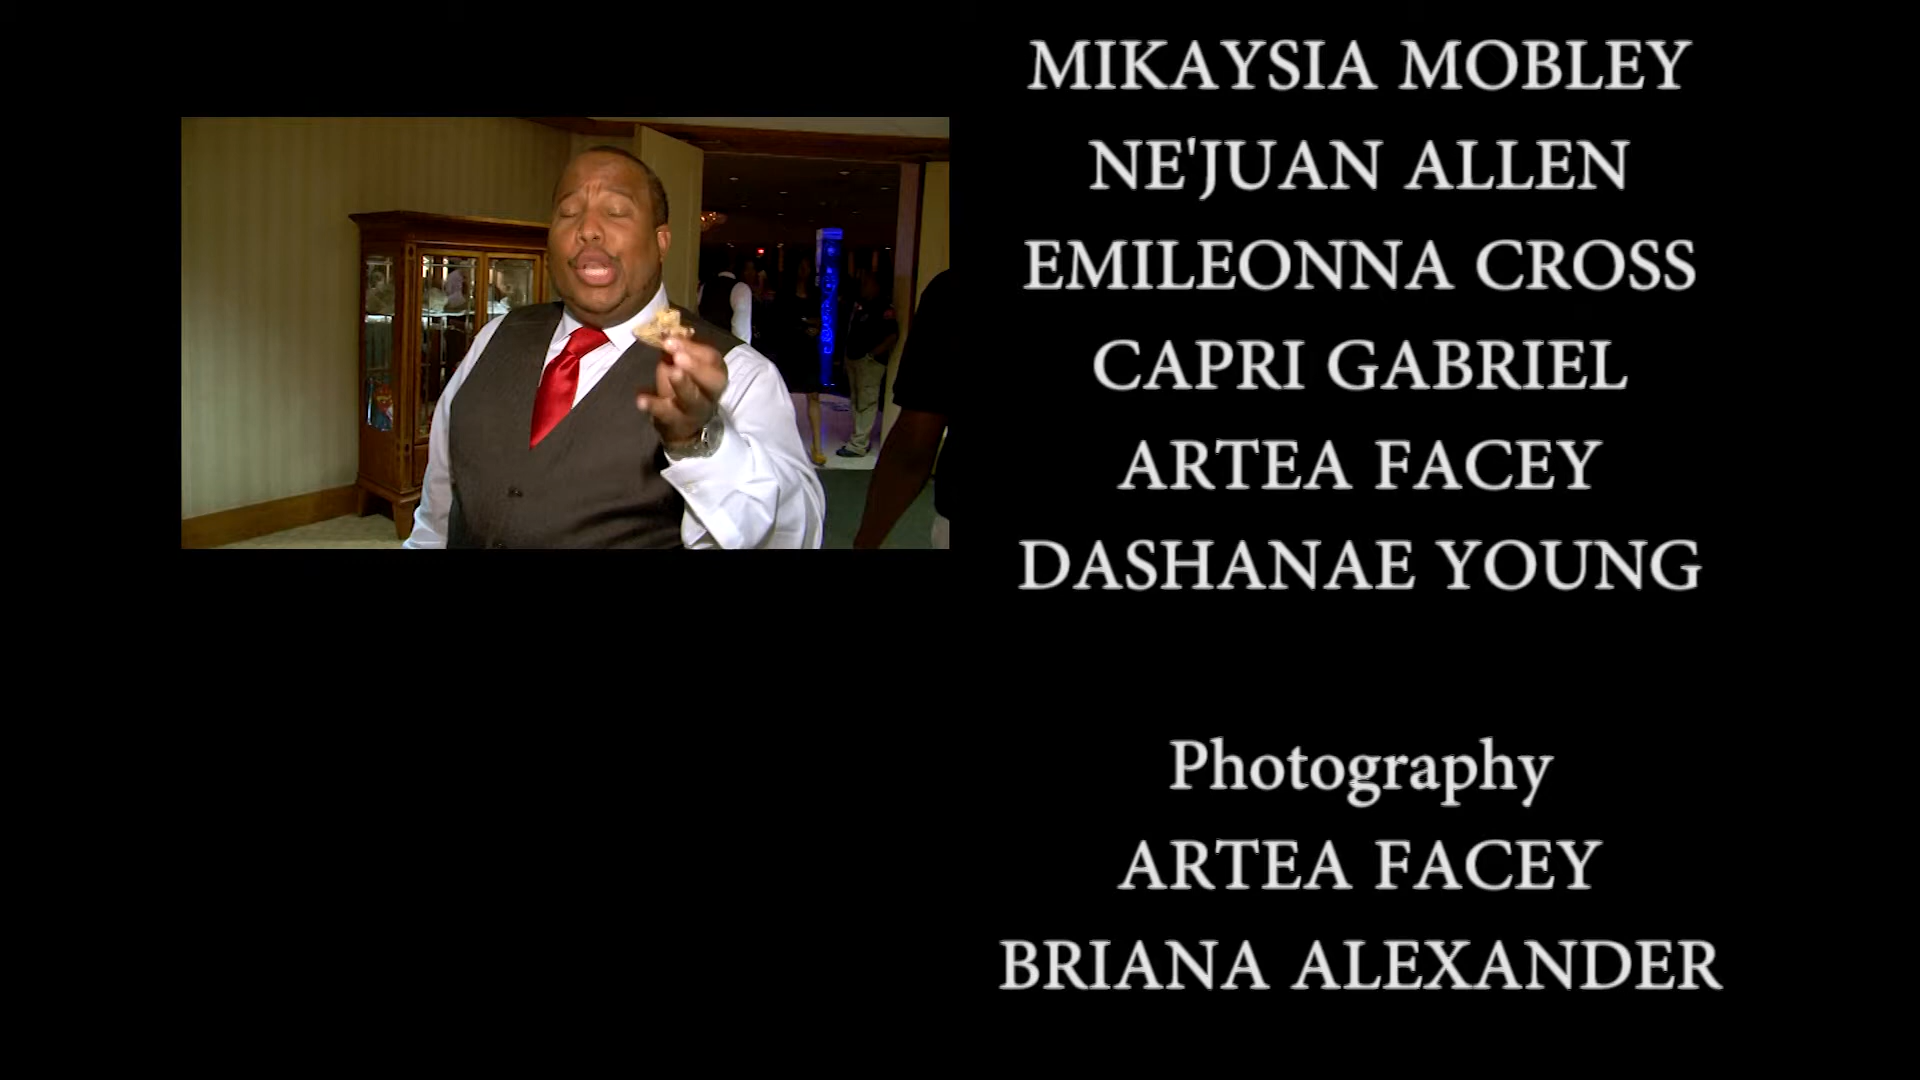 MIKAYSIA MOBLEY
NE'JUAN ALLEN
EMILEONNA CROSS
CAPRI GABRIEL
ARTEA FACEY
DASHANAE YOUNG
Photography
ARTEA FACEY
BRIANA ALEXANDER